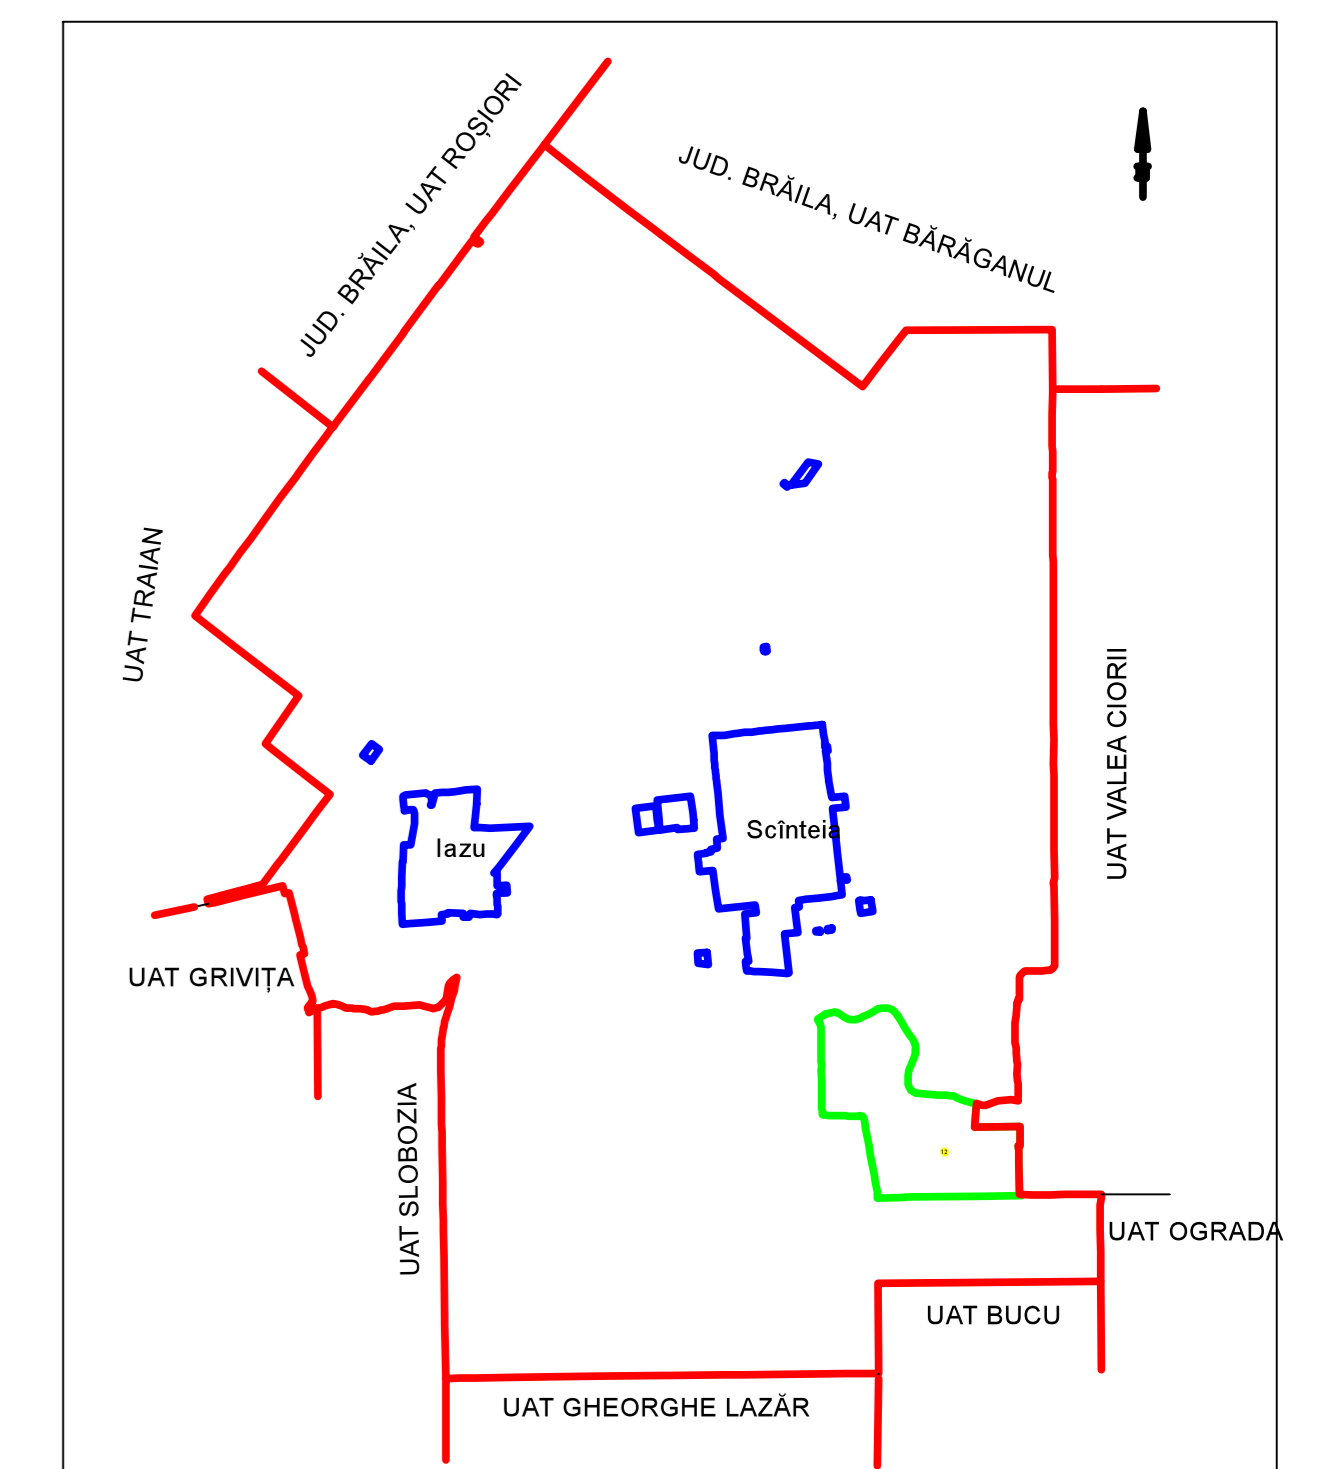 JUD. BRĂILA, UAT ROȘIORI
JUD. BRĂILA, UAT BĂRĂGANUL
UAT TRAIAN
UAT VALEA CIORII
Scînteia
Iazu
UAT GRIVIȚA
UAT SLOBOZIA
12
UAT OGRADA
UAT BUCU
UAT GHEORGHE LAZĂR